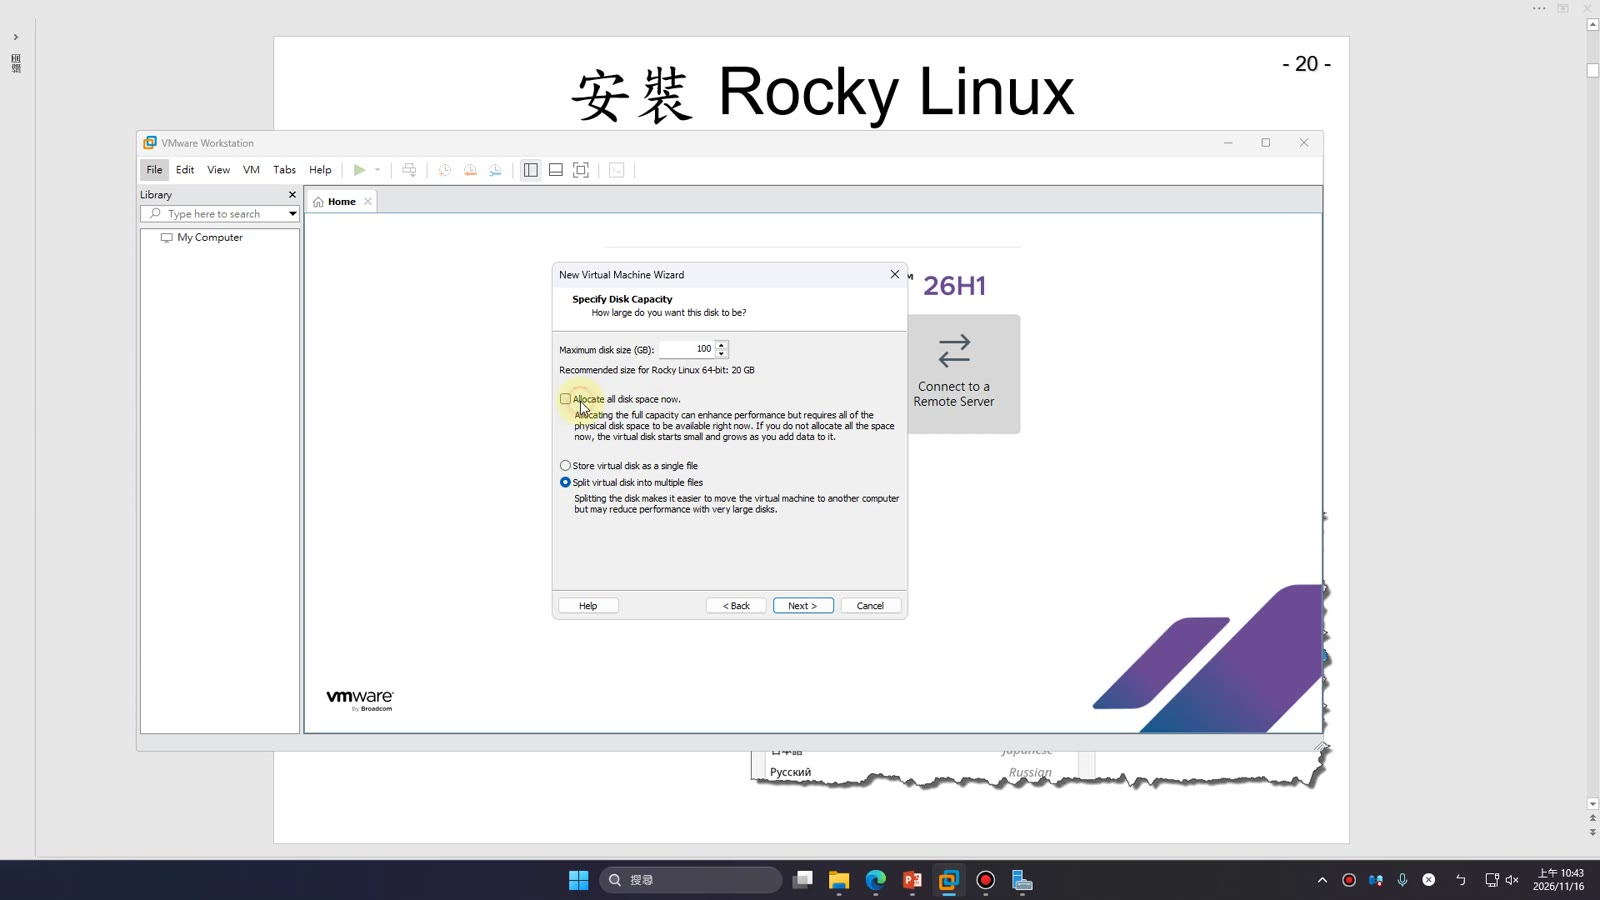 - 20 -
安裝 Rocky Linux
VMware Workstation
File Edit View VM Tabs Help
Library
Type here to search
My Computer
Home
26H1
New Virtual Machine Wizard
Specify Disk Capacity
How large do you want this disk to be?
Maximum disk size (GB): 100
Recommended size for Rocky Linux 64-bit: 20 GB
Allocate all disk space now.
Allocating the full capacity can enhance performance but requires all of the
physical disk space to be available right now. If you do not allocate all the space
now, the virtual disk starts small and grows as you add data to it.
Store virtual disk as a single file
Split virtual disk into multiple files
Splitting the disk makes it easier to move the virtual machine to another computer
but may reduce performance with very large disks.
Help < Back Next > Cancel
Connect to a
Remote Server
vmware
by Broadcom
日本語 Japanese
Русский Russian
搜尋
上午 10:43
2026/11/16